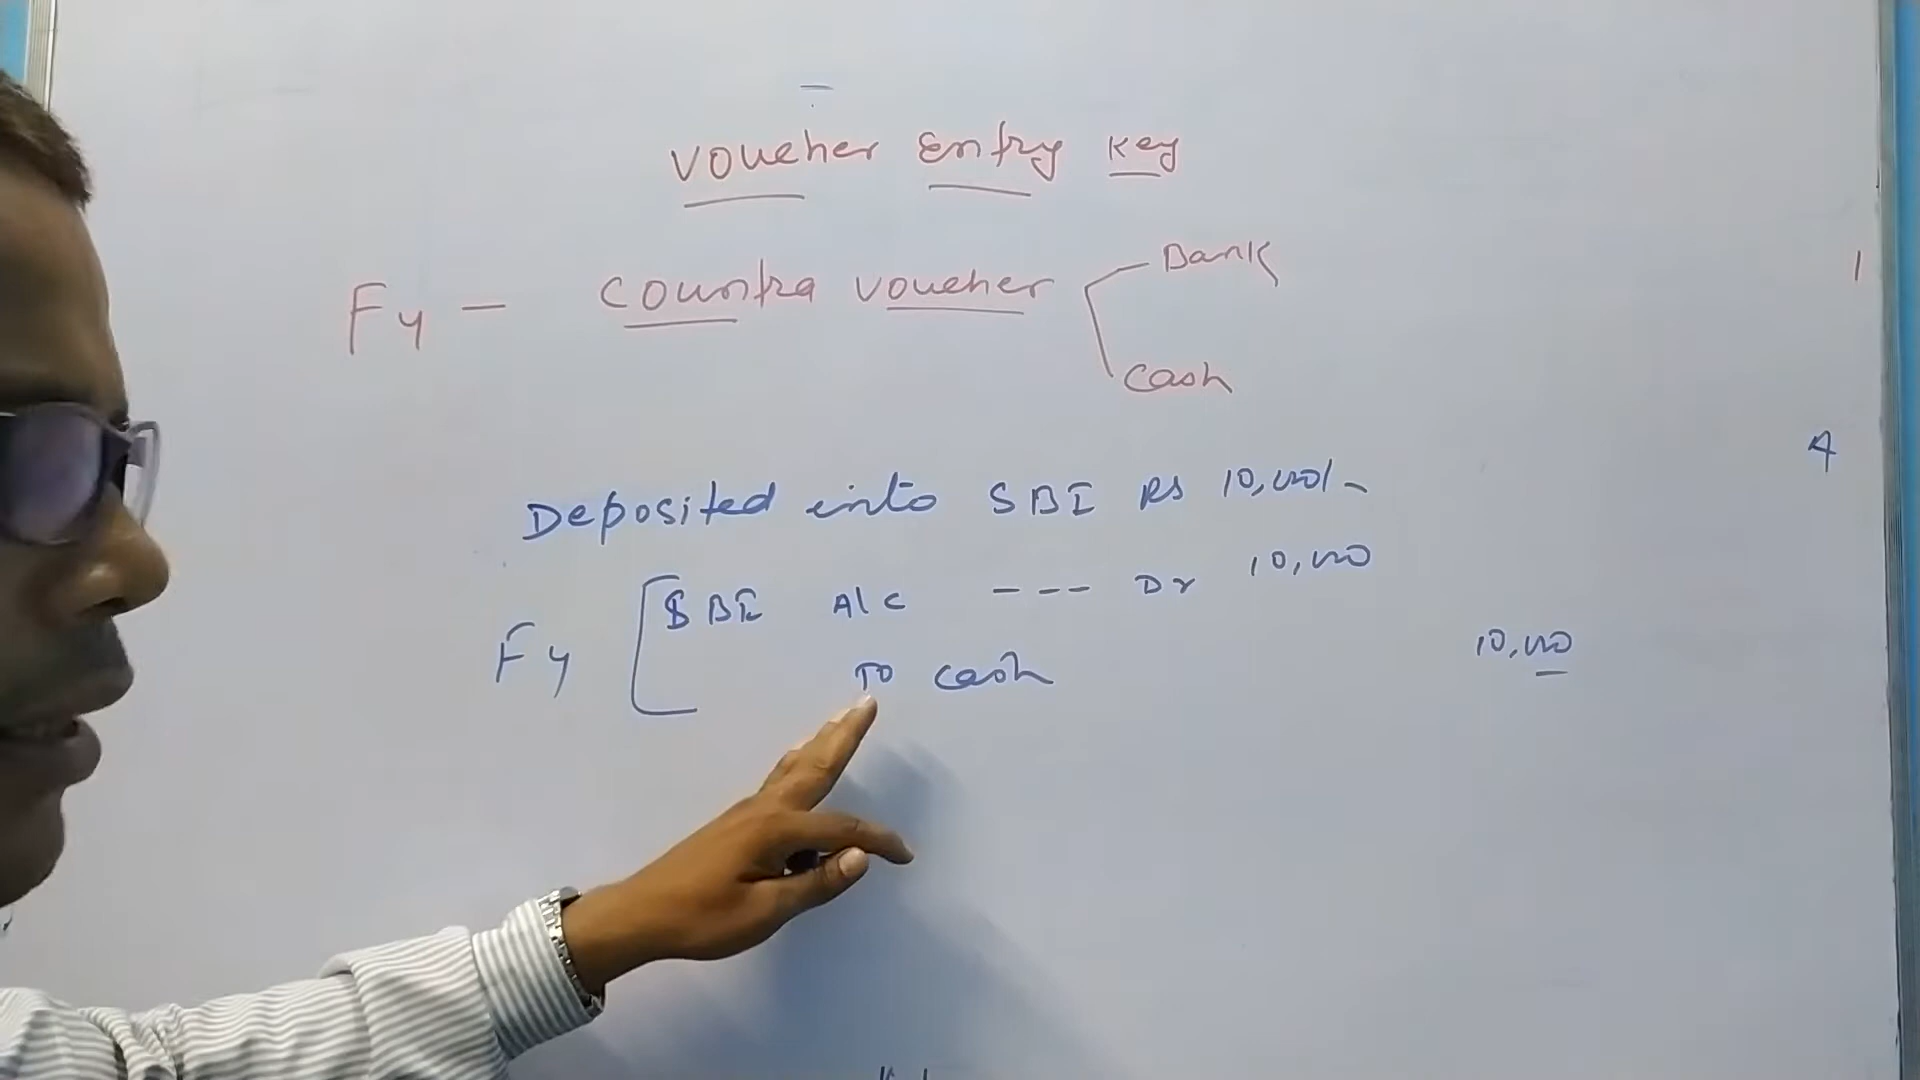 Voucher Entry Key
F4 - Countra voucher
Bank
Cash
1
Deposited into SBI Rs 10,000/-
4
F4
SBI A/c --- Dr 10,000
To cash 10,000